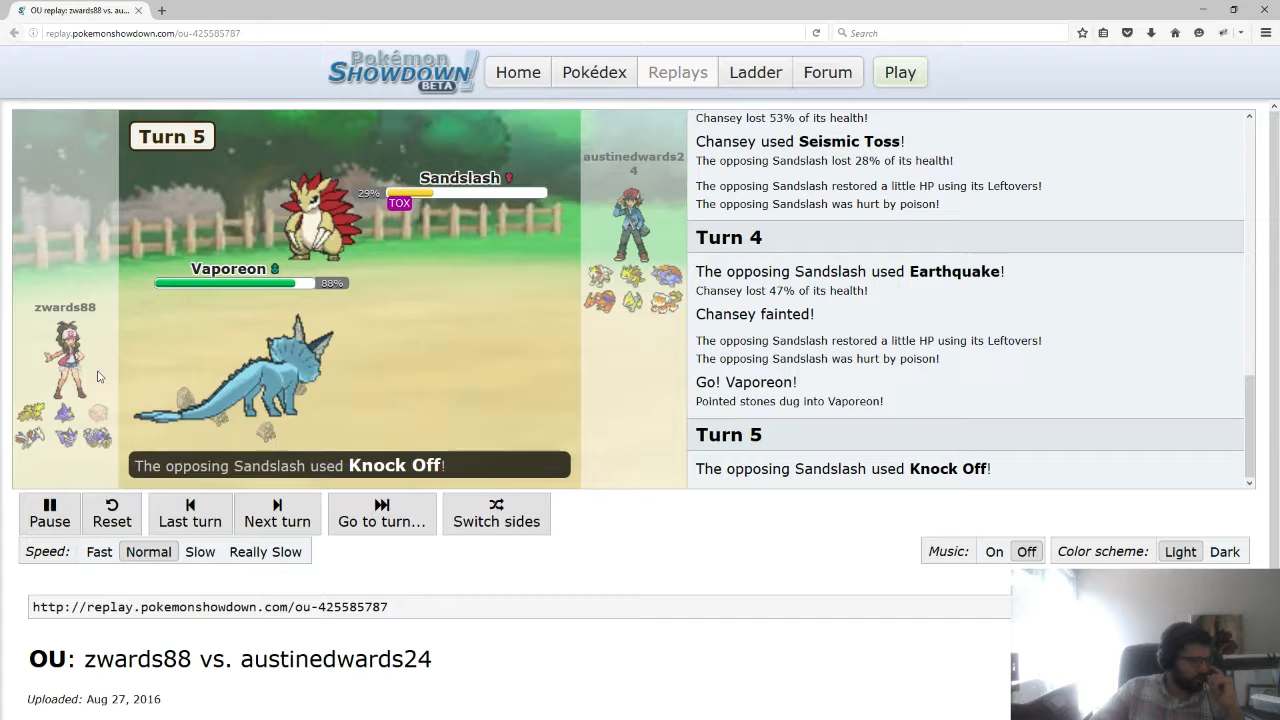 OU replay: zwards88 vs. au...
replay.pokemonshowdown.com/ou-425585787
Search
Pokémon
SHOWDOWN!
BETA
Home
Pokédex
Replays
Ladder
Forum
Play
Turn 5
Sandslash
29%
TOX
Vaporeon
88%
zwards88
austinedwards2
4
The opposing Sandslash used Knock Off!
Chansey lost 53% of its health!
Chansey used Seismic Toss!
The opposing Sandslash lost 28% of its health!
The opposing Sandslash restored a little HP using its Leftovers!
The opposing Sandslash was hurt by poison!
Turn 4
The opposing Sandslash used Earthquake!
Chansey lost 47% of its health!
Chansey fainted!
The opposing Sandslash restored a little HP using its Leftovers!
The opposing Sandslash was hurt by poison!
Go! Vaporeon!
Pointed stones dug into Vaporeon!
Turn 5
The opposing Sandslash used Knock Off!
Pause
Reset
Last turn
Next turn
Go to turn...
Switch sides
Speed: Fast Normal Slow Really Slow
Music: On Off
Color scheme: Light Dark
http://replay.pokemonshowdown.com/ou-425585787
OU: zwards88 vs. austinedwards24
Uploaded: Aug 27, 2016